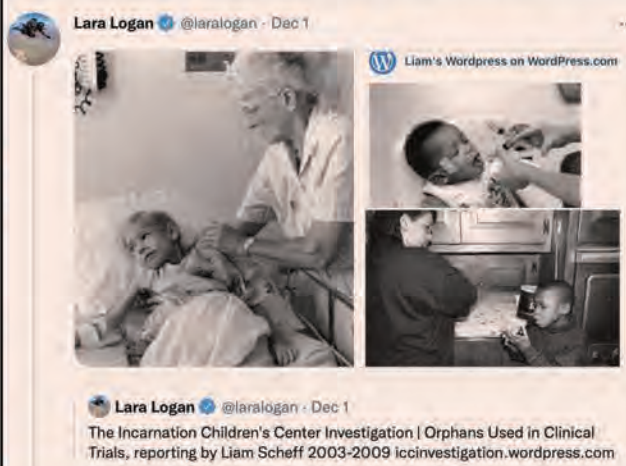 Lara Logan @laralogan · Dec 1
Liam's Wordpress on WordPress.com
Lara Logan @laralogan · Dec 1
The Incarnation Children's Center Investigation | Orphans Used in Clinical
Trials, reporting by Liam Scheff 2003-2009 iccinvestigation.wordpress.com